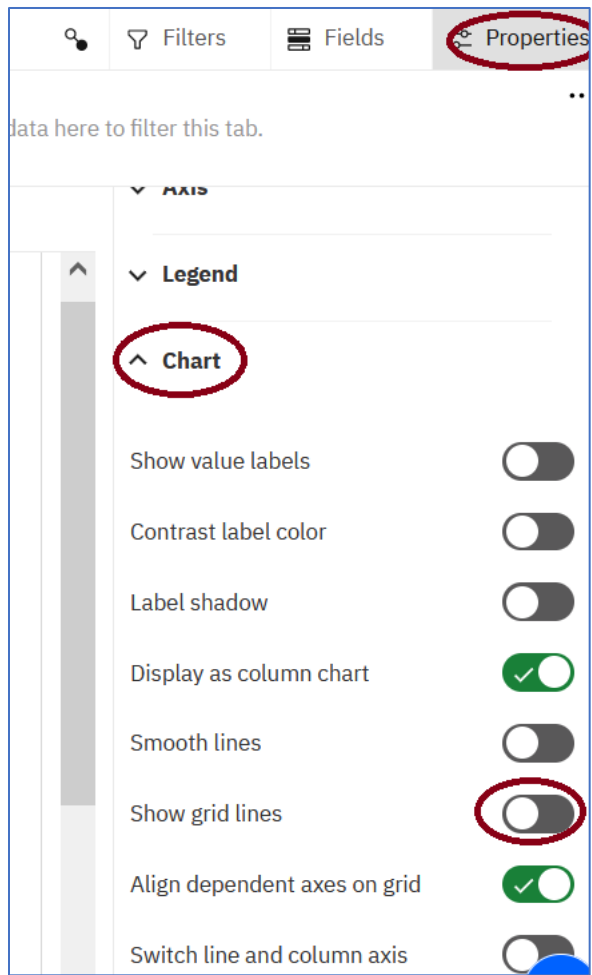 Filters Fields Properties
data here to filter this tab.
Axis
Legend
Chart
Show value labels
Contrast label color
Label shadow
Display as column chart
Smooth lines
Show grid lines
Align dependent axes on grid
Switch line and column axis